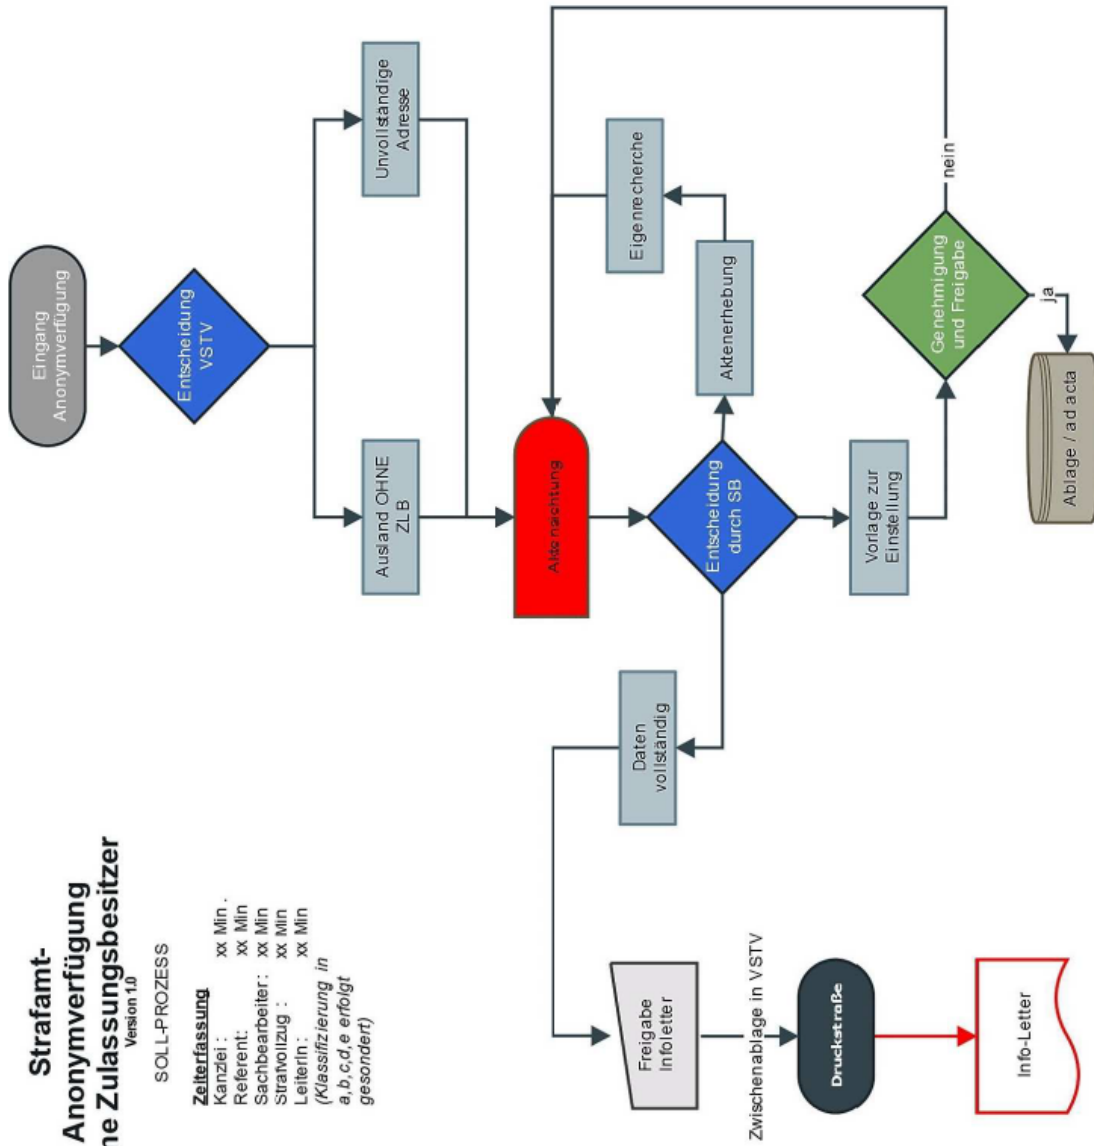 Strafamt-
Anonymverfügung
ne Zulassungsbesitzer
Version 1.0
SOLL-PROZESS
Zeiterfassung
Kanzlei : xx Min.
Referent: xx Min
Sachbearbeiter: xx Min
Strafvollzug : xx Min
LeiterIn: xx Min
(Klassifizierung in
a,b,c,d,e erfolgt
gesondert)
Eingang
Anonymverfügung
Entscheidung
VSTV
Ausland OHNE
ZLB
Unvollständige
Adresse
Aktensichtung
Entscheidung
durch SB
Aktenerhebung
Eigenrecherche
Daten
vollständig
Vorlage zur
Einstellung
Genehmigung
und Freigabe
nein
ja
Ablage / ad acta
Freigabe
Infoletter
Zwischenablage in VSTV
Druckstraße
Info-Letter